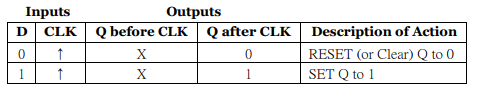 Inputs Outputs
D CLK Q before CLK Q after CLK Description of Action
0 ↑ X 0 RESET (or Clear) Q to 0
1 ↑ X 1 SET Q to 1